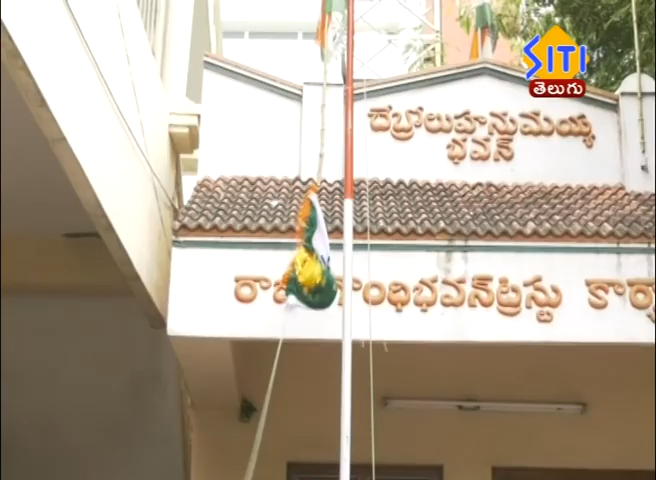 SITI
తెలుగు
దెబ్రోలుహనుమయ్య
భవన్
గాంధిభవన్ట్రస్టు